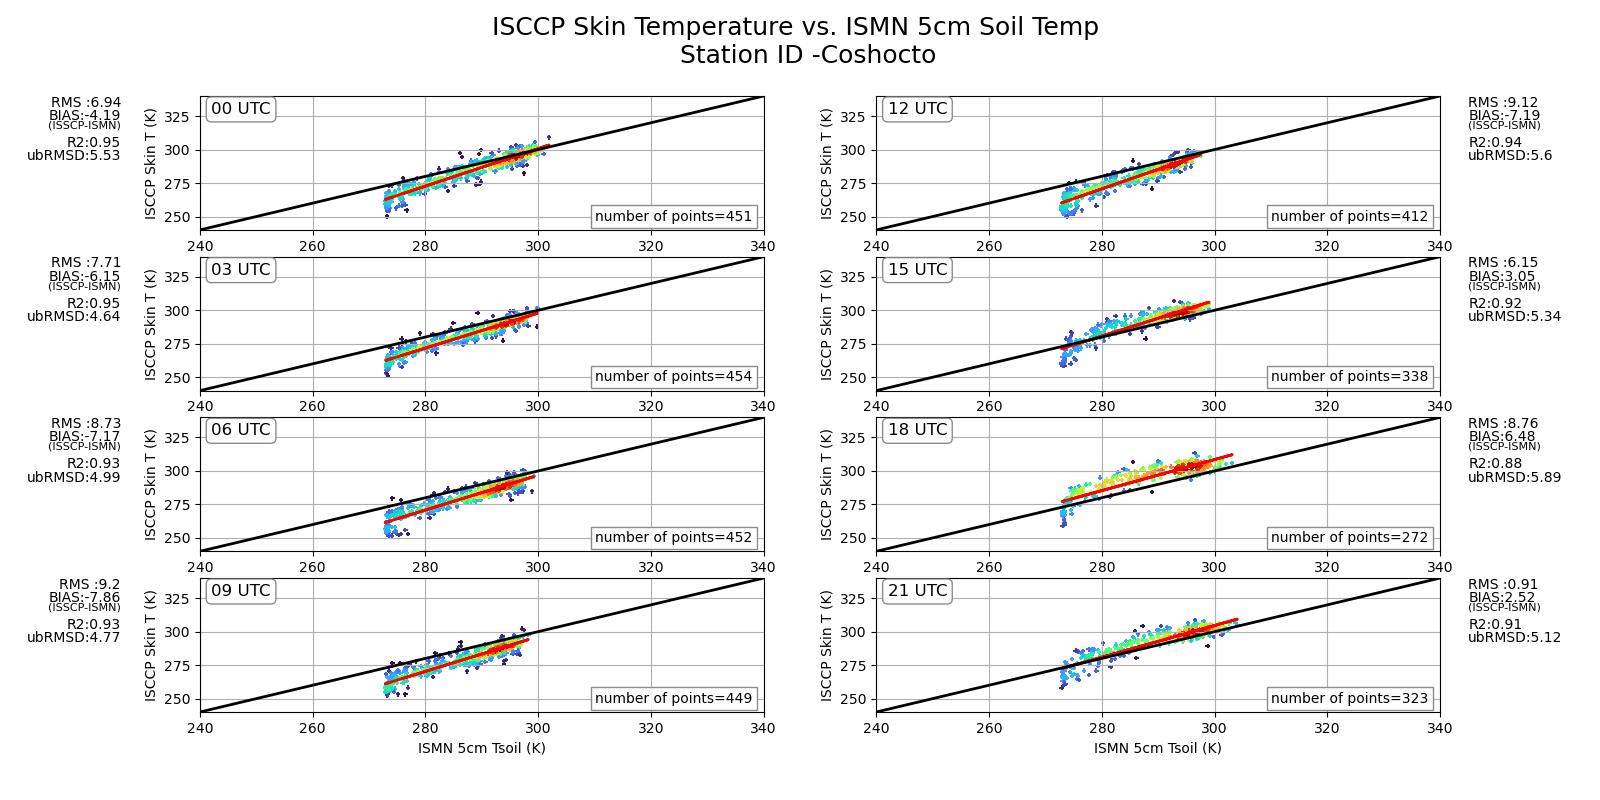 ISCCP Skin Temperature vs. ISMN 5cm Soil Temp
Station ID -Coshocto
RMS :6.94
BIAS:-4.19
(ISSCP-ISMN)
R2:0.95
ubRMSD:5.53
ISCCP Skin T (K)
325
300
275
250
00 UTC
number of points=451
240 260 280 300 320 340
RMS :9.12
BIAS:-7.19
(ISSCP-ISMN)
R2:0.94
ubRMSD:5.6
ISCCP Skin T (K)
325
300
275
250
12 UTC
number of points=412
240 260 280 300 320 340
RMS :7.71
BIAS:-6.15
(ISSCP-ISMN)
R2:0.95
ubRMSD:4.64
ISCCP Skin T (K)
325
300
275
250
03 UTC
number of points=454
240 260 280 300 320 340
RMS :6.15
BIAS:3.05
(ISSCP-ISMN)
R2:0.92
ubRMSD:5.34
ISCCP Skin T (K)
325
300
275
250
15 UTC
number of points=338
240 260 280 300 320 340
RMS :8.73
BIAS:-7.17
(ISSCP-ISMN)
R2:0.93
ubRMSD:4.99
ISCCP Skin T (K)
325
300
275
250
06 UTC
number of points=452
240 260 280 300 320 340
RMS :8.76
BIAS:6.48
(ISSCP-ISMN)
R2:0.88
ubRMSD:5.89
ISCCP Skin T (K)
325
300
275
250
18 UTC
number of points=272
240 260 280 300 320 340
RMS :9.2
BIAS:-7.86
(ISSCP-ISMN)
R2:0.93
ubRMSD:4.77
ISCCP Skin T (K)
325
300
275
250
09 UTC
number of points=449
240 260 280 300 320 340
ISMN 5cm Tsoil (K)
RMS :0.91
BIAS:2.52
(ISSCP-ISMN)
R2:0.91
ubRMSD:5.12
ISCCP Skin T (K)
325
300
275
250
21 UTC
number of points=323
240 260 280 300 320 340
ISMN 5cm Tsoil (K)